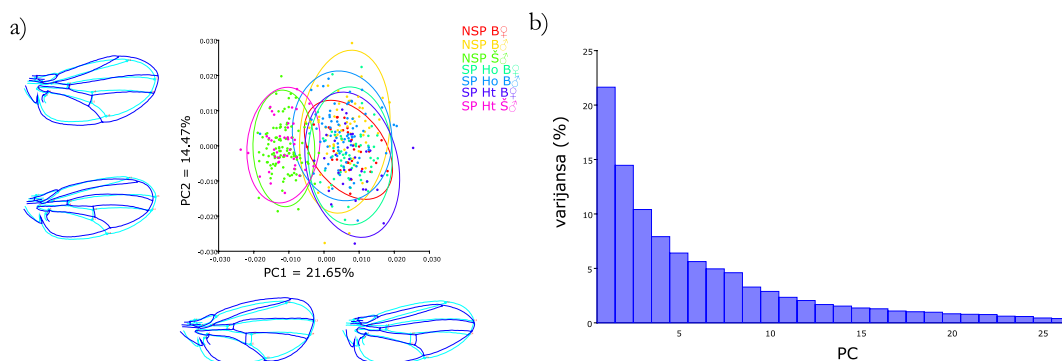 a)
b)
NSP B♀
NSP B♂
NSP Š♂
SP Ho B♀
SP Ho B♂
SP Ht B♀
SP Ht Š♂
0.030
0.020
0.010
0.000
-0.010
-0.020
-0.030
PC2 = 14.47%
-0.030 -0.020 -0.010 0.000 0.010 0.020 0.030
PC1 = 21.65%
25
20
15
10
5
0
varijansa (%)
5 10 15 20 25
PC